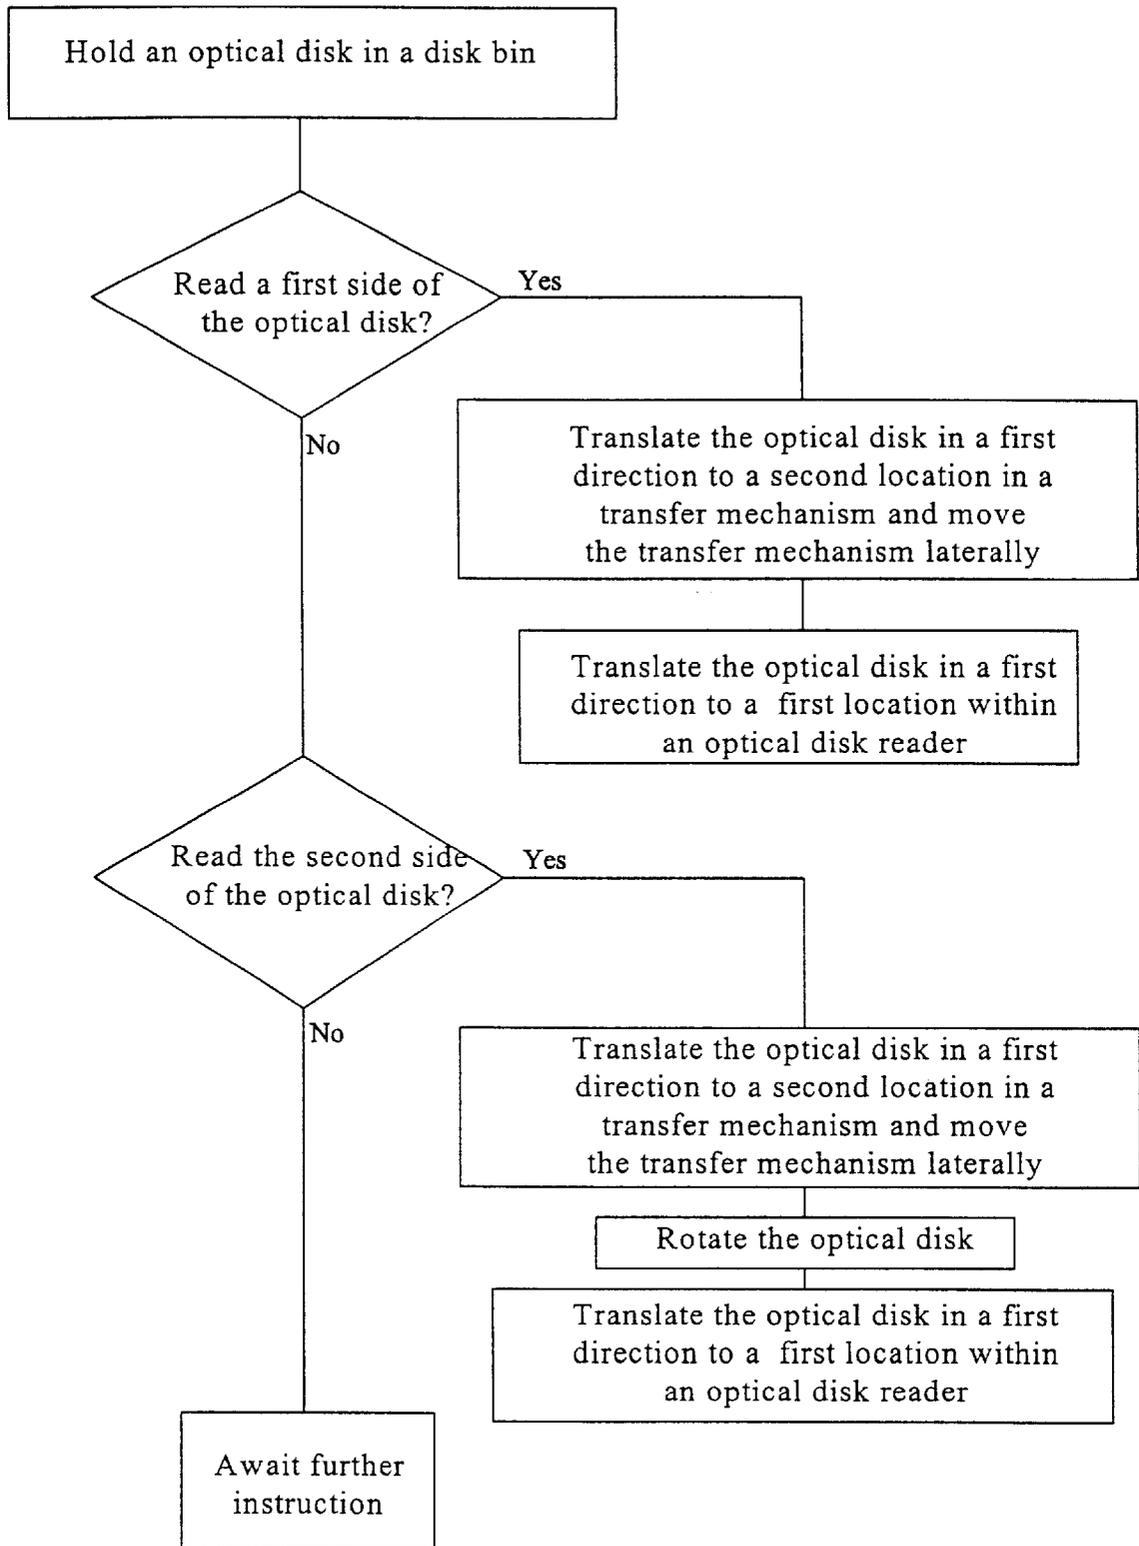 Hold an optical disk in a disk bin
Read a first side of
the optical disk?
Yes
No
Translate the optical disk in a first
direction to a second location in a
transfer mechanism and move
the transfer mechanism laterally
Translate the optical disk in a first
direction to a first location within
an optical disk reader
Read the second side
of the optical disk?
Yes
No
Translate the optical disk in a first
direction to a second location in a
transfer mechanism and move
the transfer mechanism laterally
Rotate the optical disk
Translate the optical disk in a first
direction to a first location within
an optical disk reader
Await further
instruction